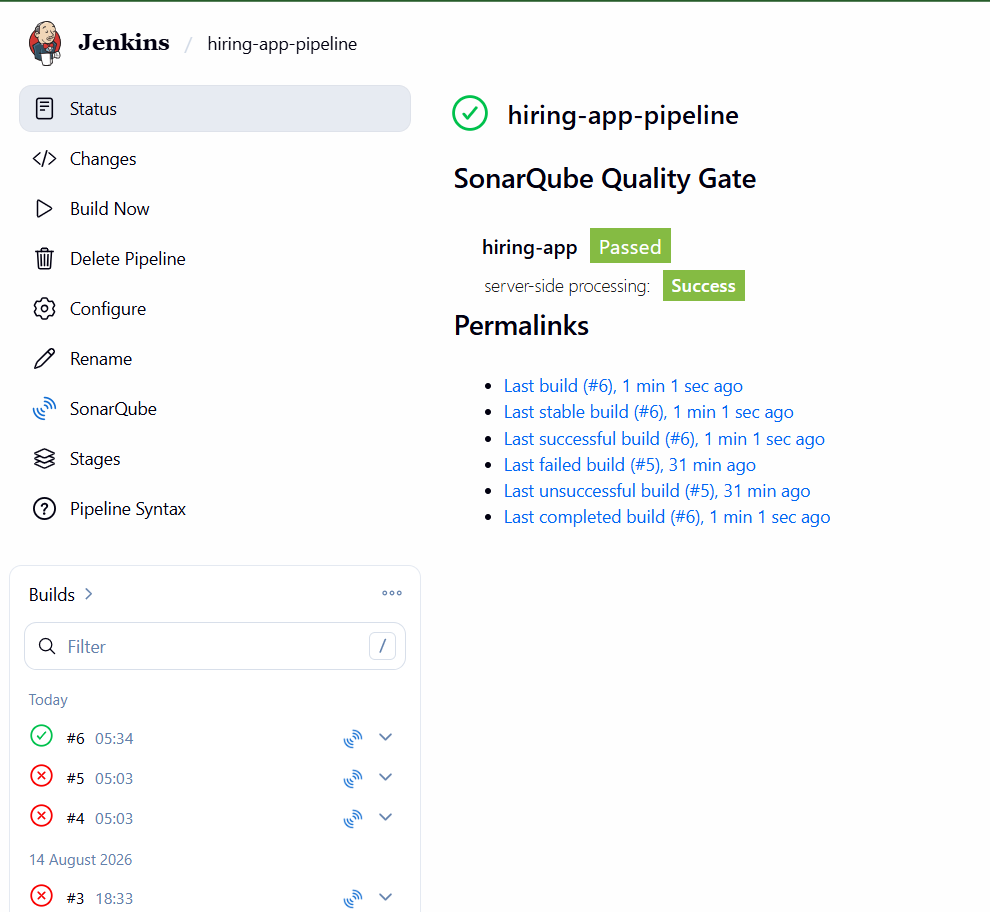 Jenkins / hiring-app-pipeline
Status
Changes
Build Now
Delete Pipeline
Configure
Rename
SonarQube
Stages
Pipeline Syntax
Builds
Filter /
Today
#6 05:34
#5 05:03
#4 05:03
14 August 2026
#3 18:33
hiring-app-pipeline
SonarQube Quality Gate
hiring-app Passed
server-side processing: Success
Permalinks
Last build (#6), 1 min 1 sec ago
Last stable build (#6), 1 min 1 sec ago
Last successful build (#6), 1 min 1 sec ago
Last failed build (#5), 31 min ago
Last unsuccessful build (#5), 31 min ago
Last completed build (#6), 1 min 1 sec ago